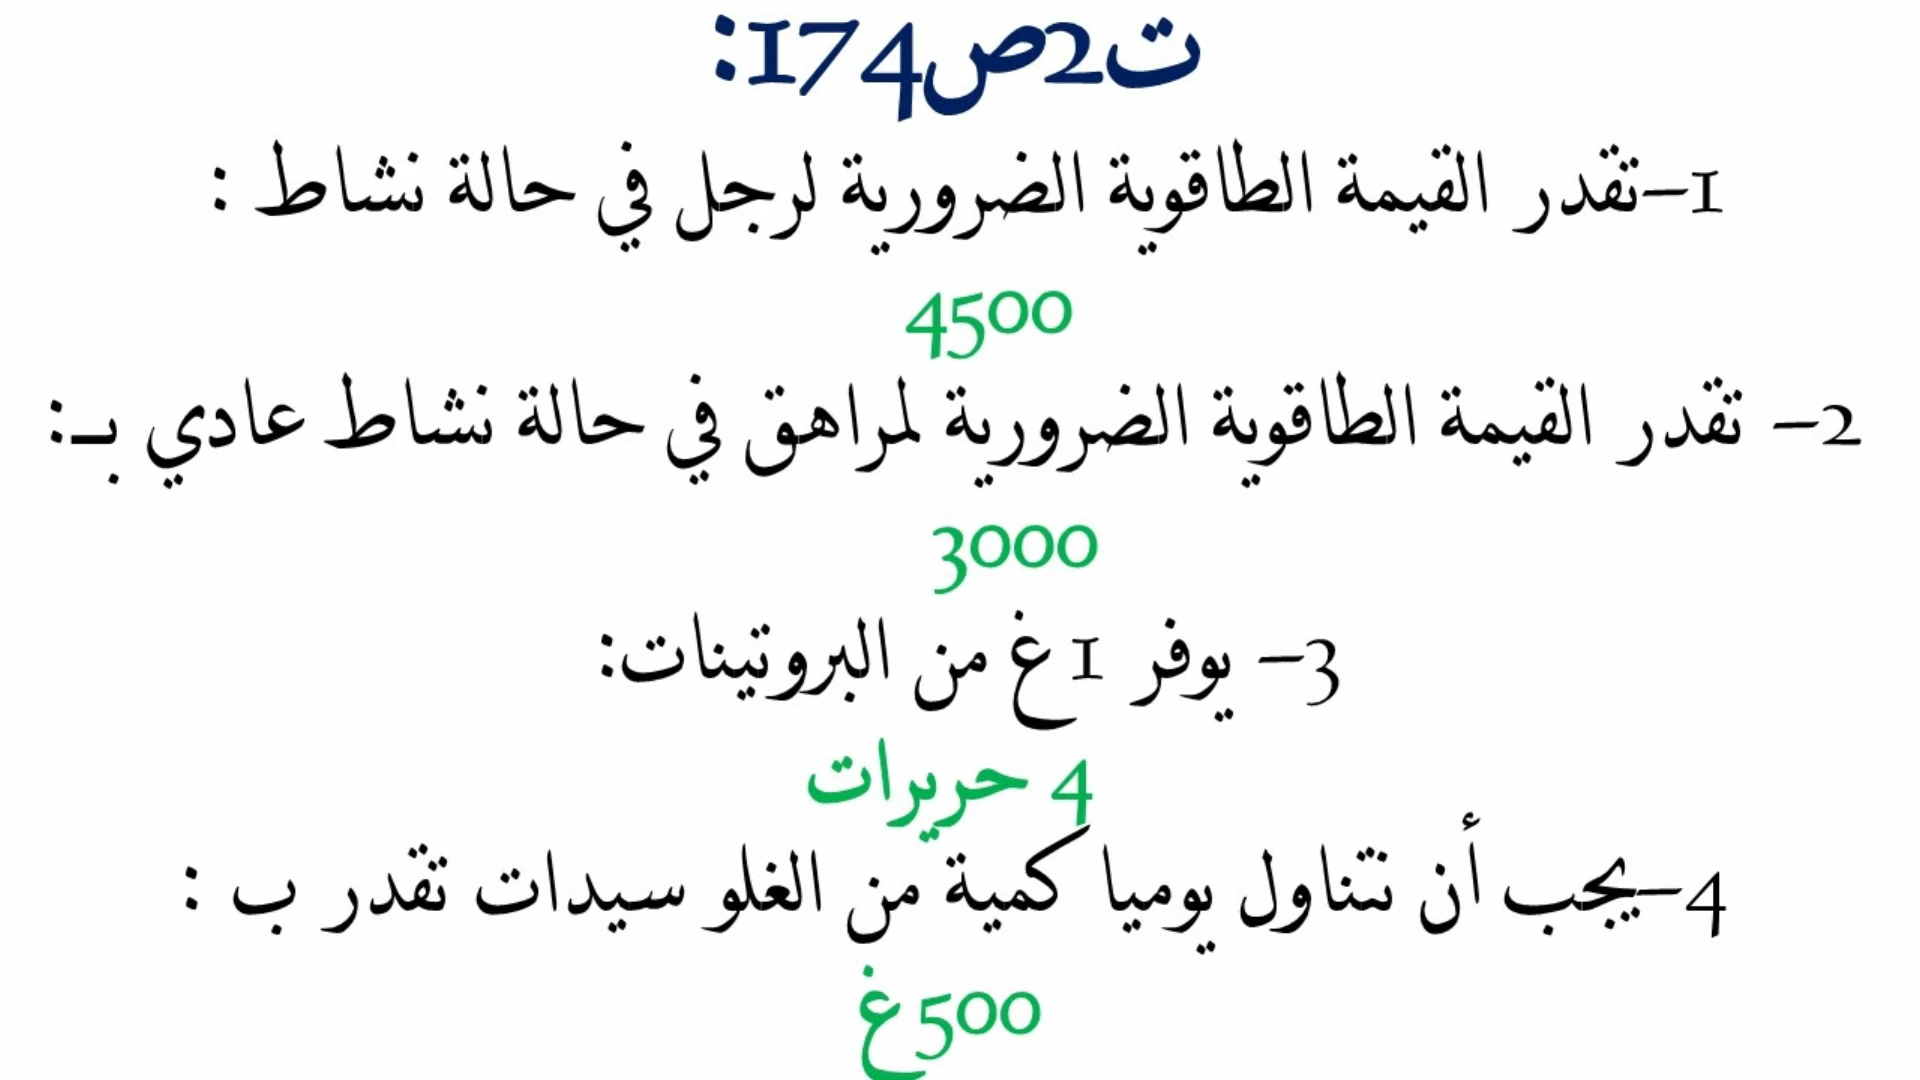 ت2ص174:
1-تقدر القيمة الطاقوية الضرورية لرجل في حالة نشاط :
4500
2- تقدر القيمة الطاقوية الضرورية لمراهق في حالة نشاط عادي بـ:
3000
3- يوفر 1غ من البروتينات:
4 حريرات
4-يجب أن نتناول يوميا كمية من الغلو سيدات تقدر ب :
500غ